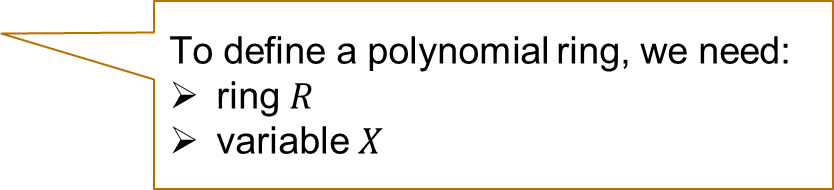 To define a polynomial ring, we need:
➢ ring R
➢ variable X